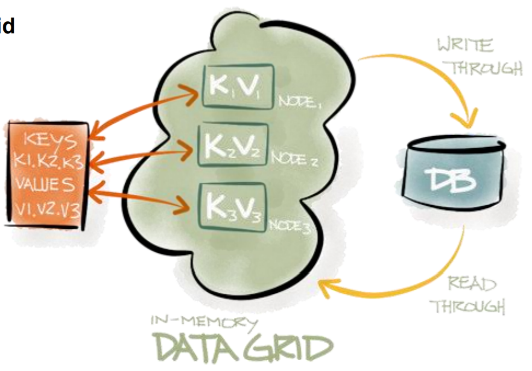 id
WRITE
THROUGH
K1V1
NODE1
KEYS
K1,K2,K3
VALUES
V1,V2,V3
K2V2
NODE2
DB
K3V3
NODE3
READ
THROUGH
IN-MEMORY
DATA GRID